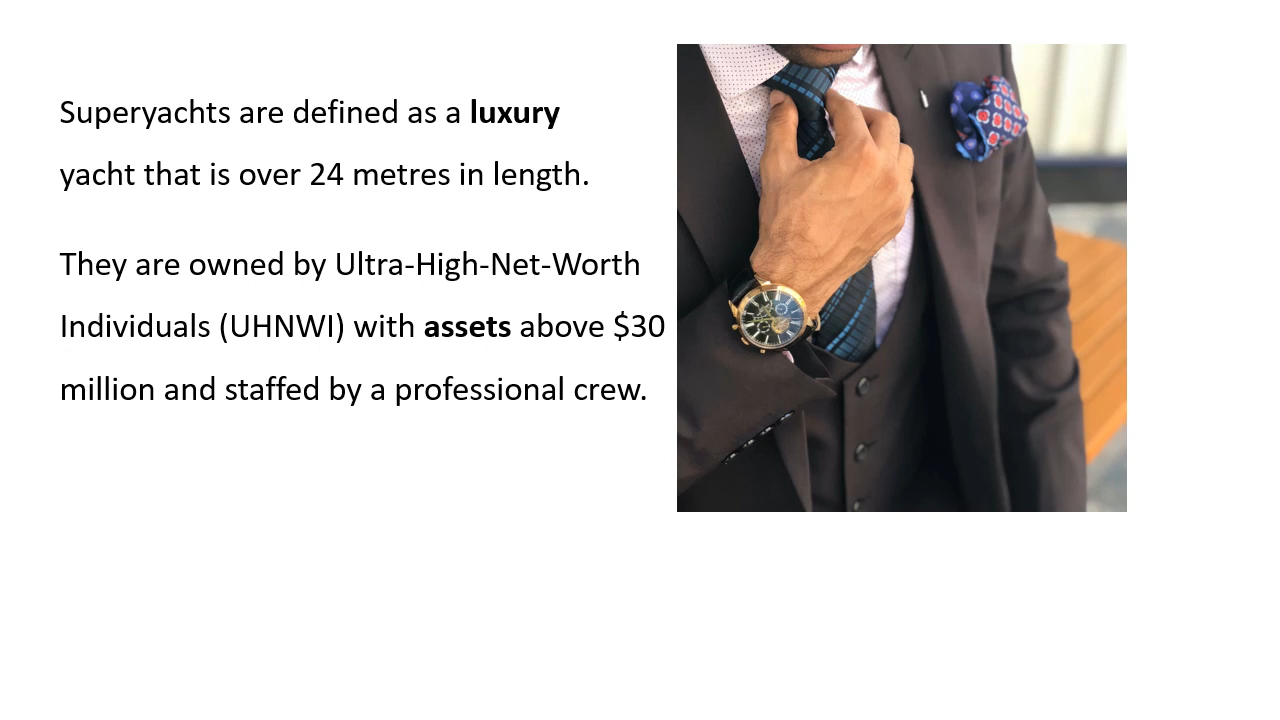 Superyachts are defined as a luxury
yacht that is over 24 metres in length.
They are owned by Ultra-High-Net-Worth
Individuals (UHNWI) with assets above $30
million and staffed by a professional crew.